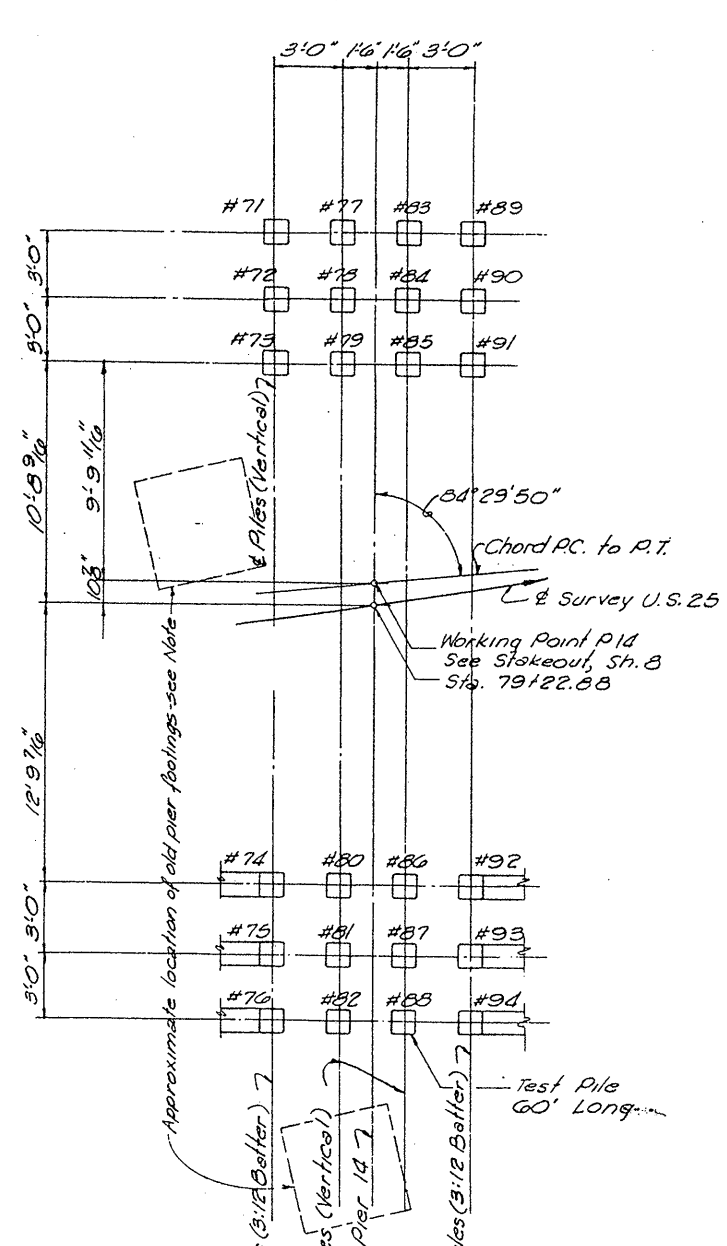 3'-0" 1'-6" 1'-6" 3'-0"
#71 #77 #83 #89
#72 #78 #84 #90
#73 #79 #85 #91
3'-0"
3'-0"
10'-8 9/16"
9'-9 11/16"
¢ Piles (Vertical)
84°29'50"
Chord P.C. to P.T.
¢ Survey U.S. 25
Working Point P14
See Stakeout, Sh. 8
Sta. 79+22.88
Approximate location of old pier footings-see Note
12'-9 7/16"
#74 #80 #86 #92
#75 #81 #87 #93
#76 #82 #88 #94
3'-0"
3'-0"
Test Pile
60' Long
(3:12 Batter)
(Vertical)
Pier 14
(3:12 Batter)